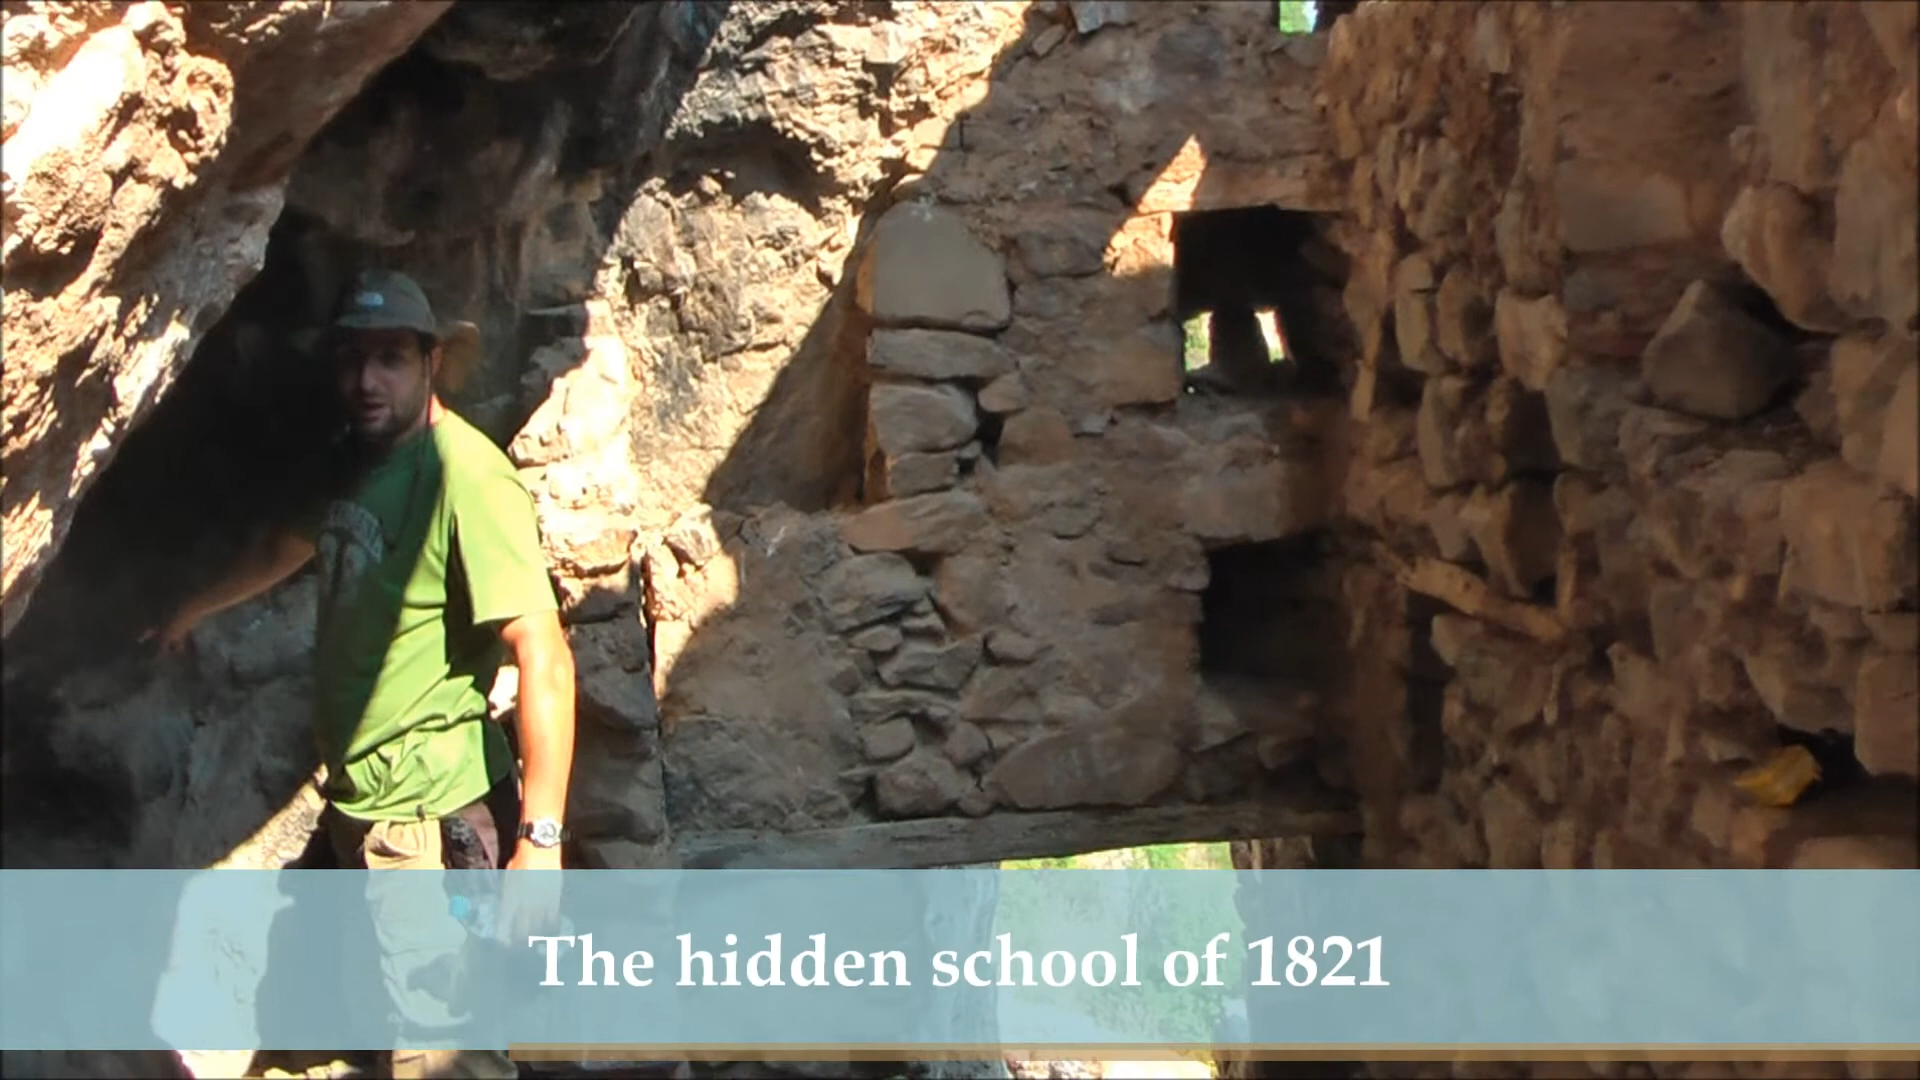 The hidden school of 1821